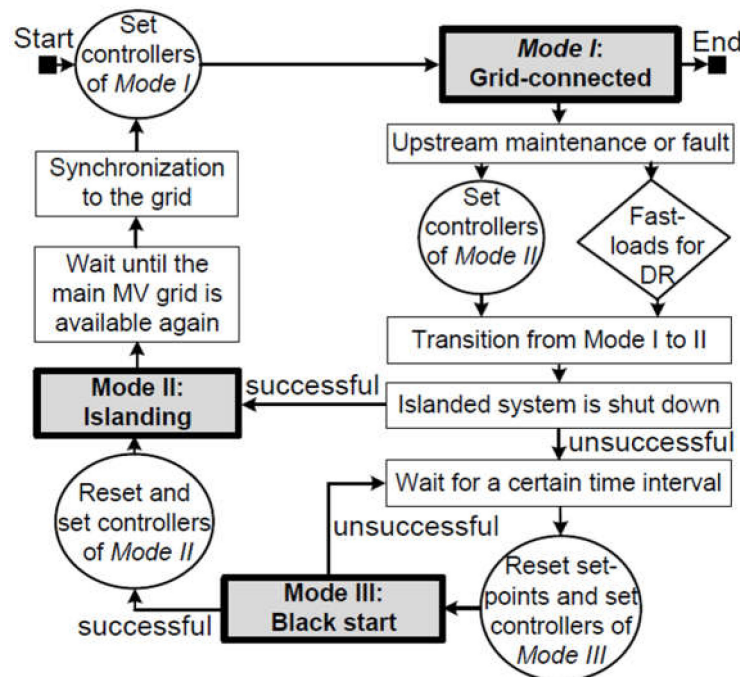 Start
Set
controllers
of Mode I
Mode I:
Grid-connected
End
Upstream maintenance or fault
Synchronization
to the grid
Set
controllers
of Mode II
Fast-
loads for
DR
Wait until the
main MV grid is
available again
Transition from Mode I to II
Mode II:
Islanding
successful
Islanded system is shut down
unsuccessful
Wait for a certain time interval
Reset and
set controllers
of Mode II
unsuccessful
Mode III:
Black start
Reset set-
points and set
controllers of
Mode III
successful